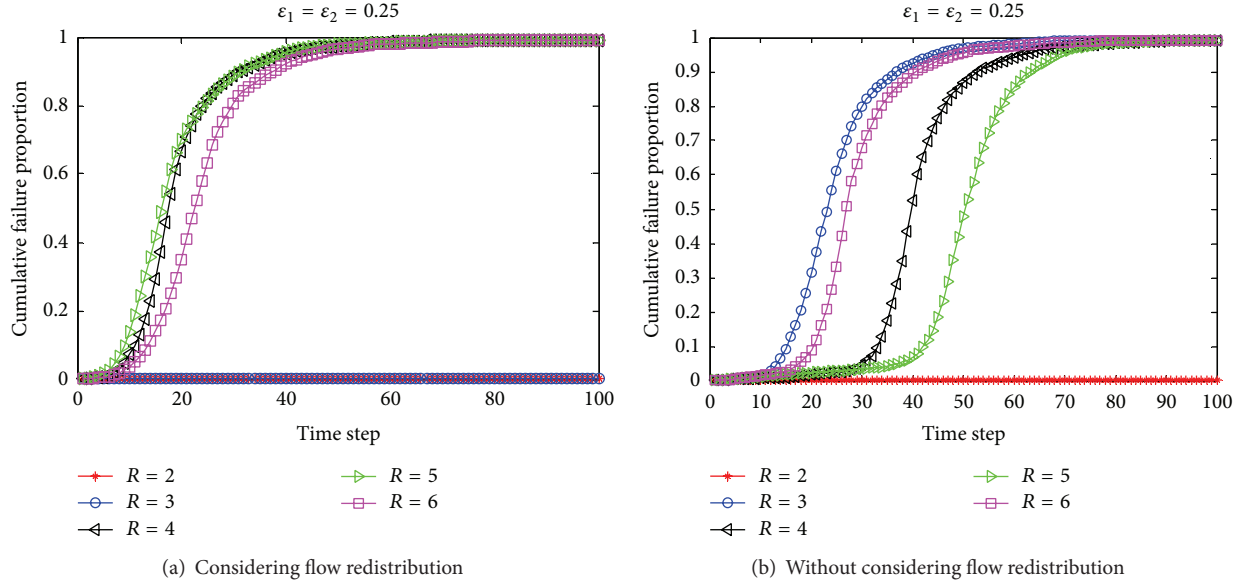 ε₁ = ε₂ = 0.25
1
0.8
0.6
0.4
0.2
0
Cumulative failure proportion
0 20 40 60 80 100
Time step
R = 2
R = 3
R = 4
R = 5
R = 6
(a) Considering flow redistribution
ε₁ = ε₂ = 0.25
1
0.9
0.8
0.7
0.6
0.5
0.4
0.3
0.2
0.1
0
Cumulative failure proportion
0 10 20 30 40 50 60 70 80 90 100
Time step
R = 2
R = 3
R = 4
R = 5
R = 6
(b) Without considering flow redistribution